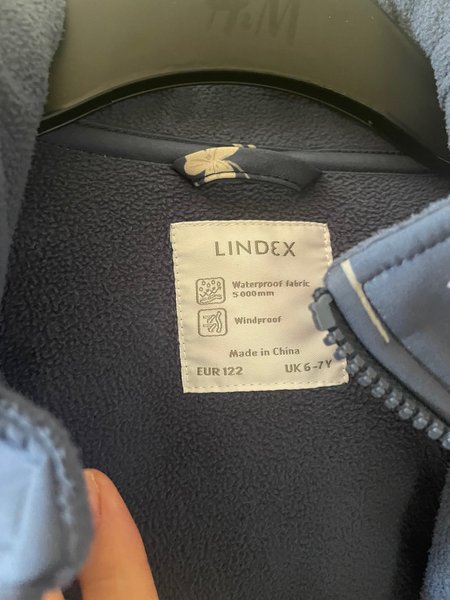 H&M
LINDEX
Waterproof fabric
5 000mm
Windproof
Made in China
EUR 122 UK 6-7Y